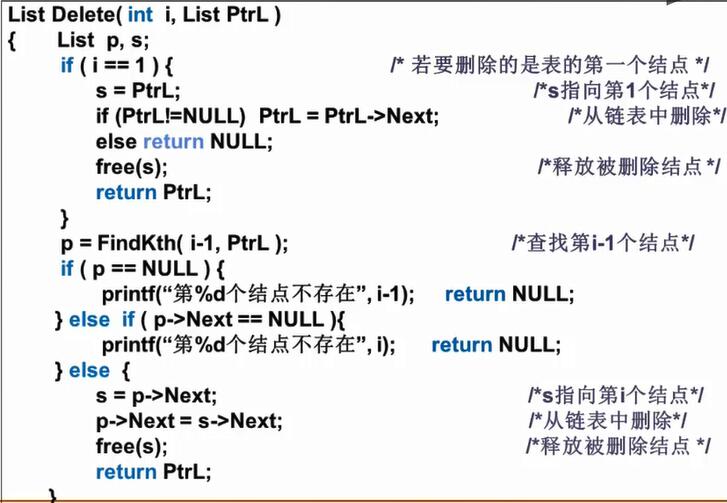 List Delete( int i, List PtrL )
{ List p, s;
if ( i == 1 ) { /* 若要删除的是表的第一个结点 */
s = PtrL; /*s指向第1个结点*/
if (PtrL!=NULL) PtrL = PtrL->Next; /*从链表中删除*/
else return NULL;
free(s); /*释放被删除结点 */
return PtrL;
}
p = FindKth( i-1, PtrL ); /*查找第i-1个结点*/
if ( p == NULL ) {
printf(“第%d个结点不存在”, i-1); return NULL;
} else if ( p->Next == NULL ){
printf(“第%d个结点不存在”, i); return NULL;
} else {
s = p->Next; /*s指向第i个结点*/
p->Next = s->Next; /*从链表中删除*/
free(s); /*释放被删除结点 */
return PtrL;
}